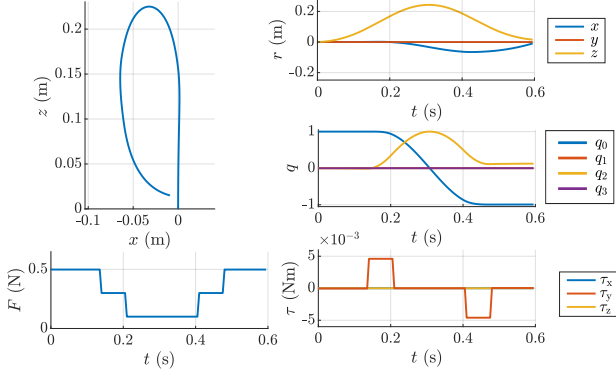 z (m)
0.2
0.15
0.1
0.05
0
-0.1
-0.05
0
x (m)
r (m)
0.2
0
-0.2
0
0.2
0.4
0.6
t (s)
x
y
z
q
1
0
-1
0
0.2
0.4
0.6
t (s)
q₀
q₁
q₂
q₃
F (N)
0.5
0
0
0.2
0.4
0.6
t (s)
×10⁻³
τ (Nm)
5
0
-5
0
0.2
0.4
0.6
t (s)
τₓ
τ_y
τ_z